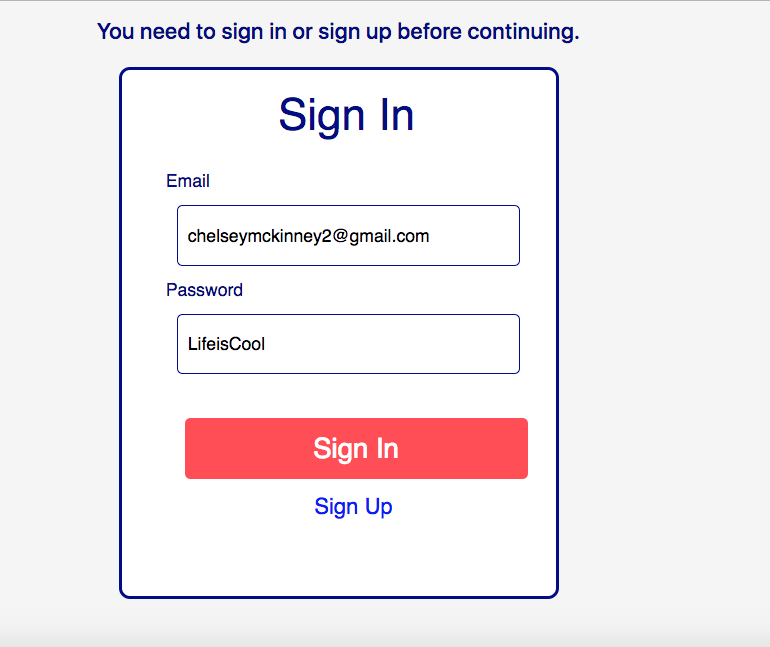 You need to sign in or sign up before continuing.
Sign In
Email
chelseymckinney2@gmail.com
Password
LifeisCool
Sign In
Sign Up